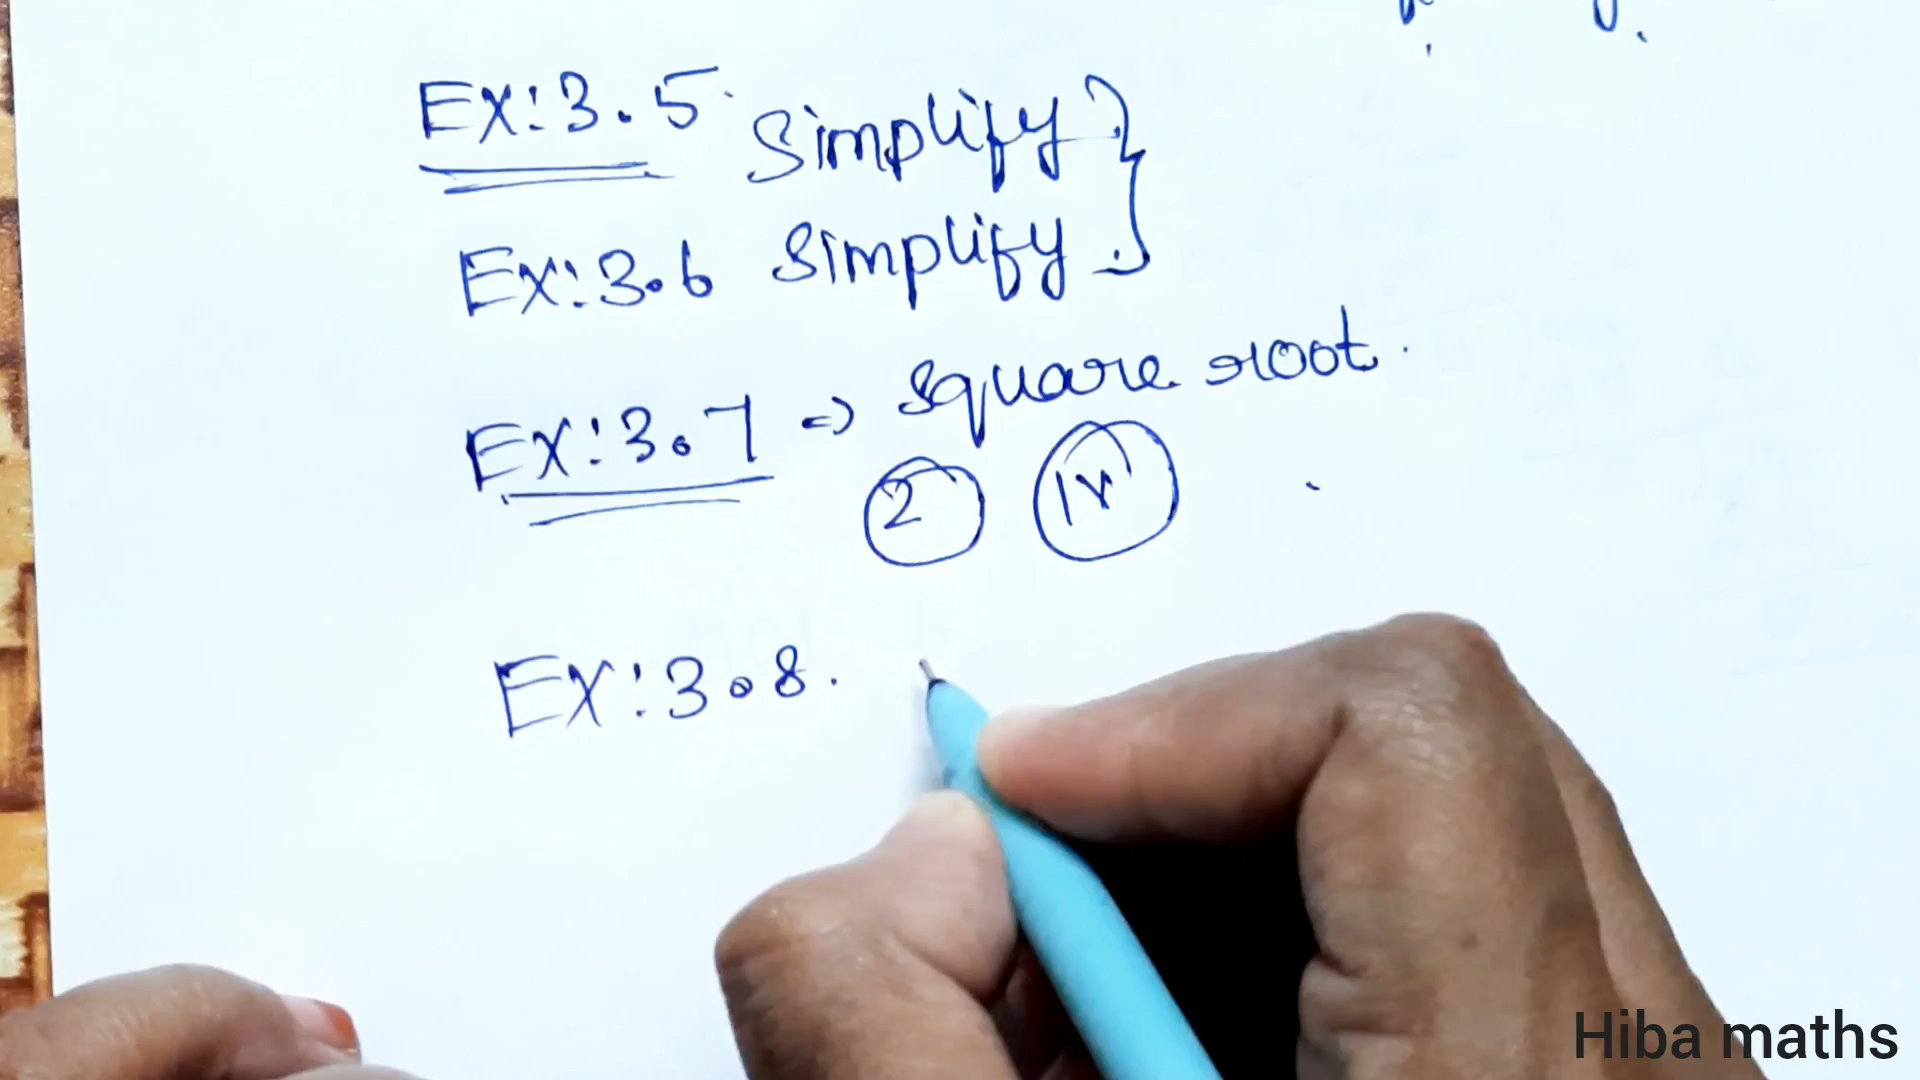 Ex: 3.5 Simplify
Ex: 3.6 Simplify
Ex: 3.7 => Square root.
2 iv
Ex: 3.8.
Hiba maths